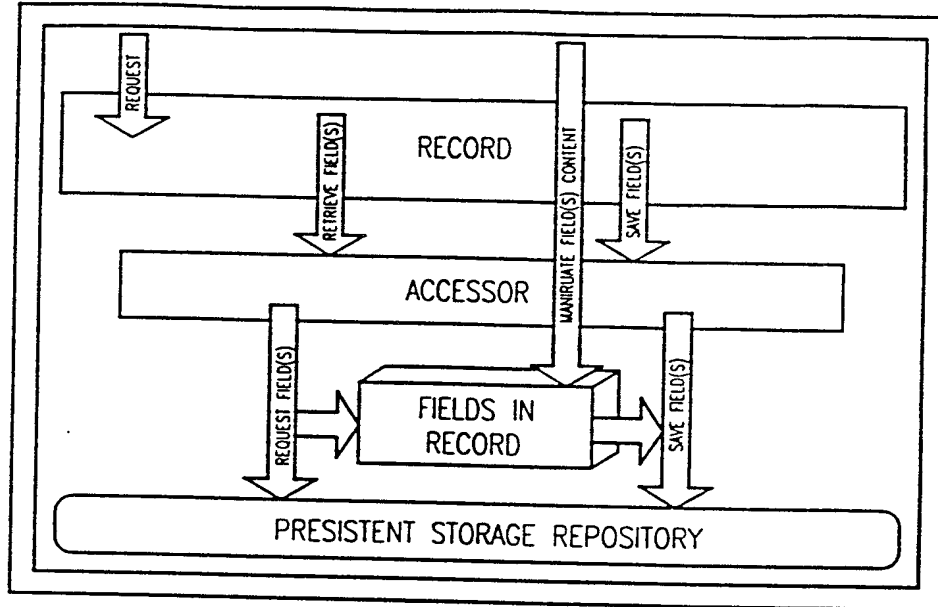 REQUEST
RECORD
RETRIEVE FIELD(S)
MANIRUATE FIELD(S) CONTENT
SAVE FIELD(S)
ACCESSOR
REQUEST FIELD(S)
FIELDS IN
RECORD
SAVE FIELD(S)
PRESISTENT STORAGE REPOSITORY